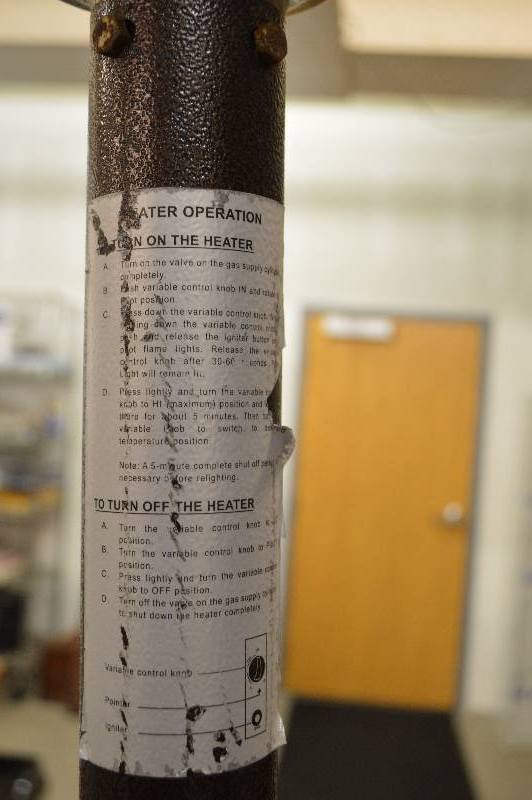 ATER OPERATION
ON THE HEATER
A. Turn on the valve on the gas supply
completely.
B. variable control knob IN and
position
C. down the variable control knob.
down the variable control
and release the igniter button
flame lights. Release the
control knob after 30-60
Light will remain lit.
D. Press lightly and turn the variable
knob to HI (maximum) position and
there for about 5 minutes. Then
variable knob to switch to
temperature position
Note: A 5-minute complete shut off
necessary before relighting.
TO TURN OFF THE HEATER
A. Turn the variable control knob
position.
B. Turn the variable control knob to
position.
C. Press lightly and turn the variable
knob to OFF position.
D. Turn off the valve on the gas supply
to shut down the heater completely.
Variable control knob
Pointer
Igniter